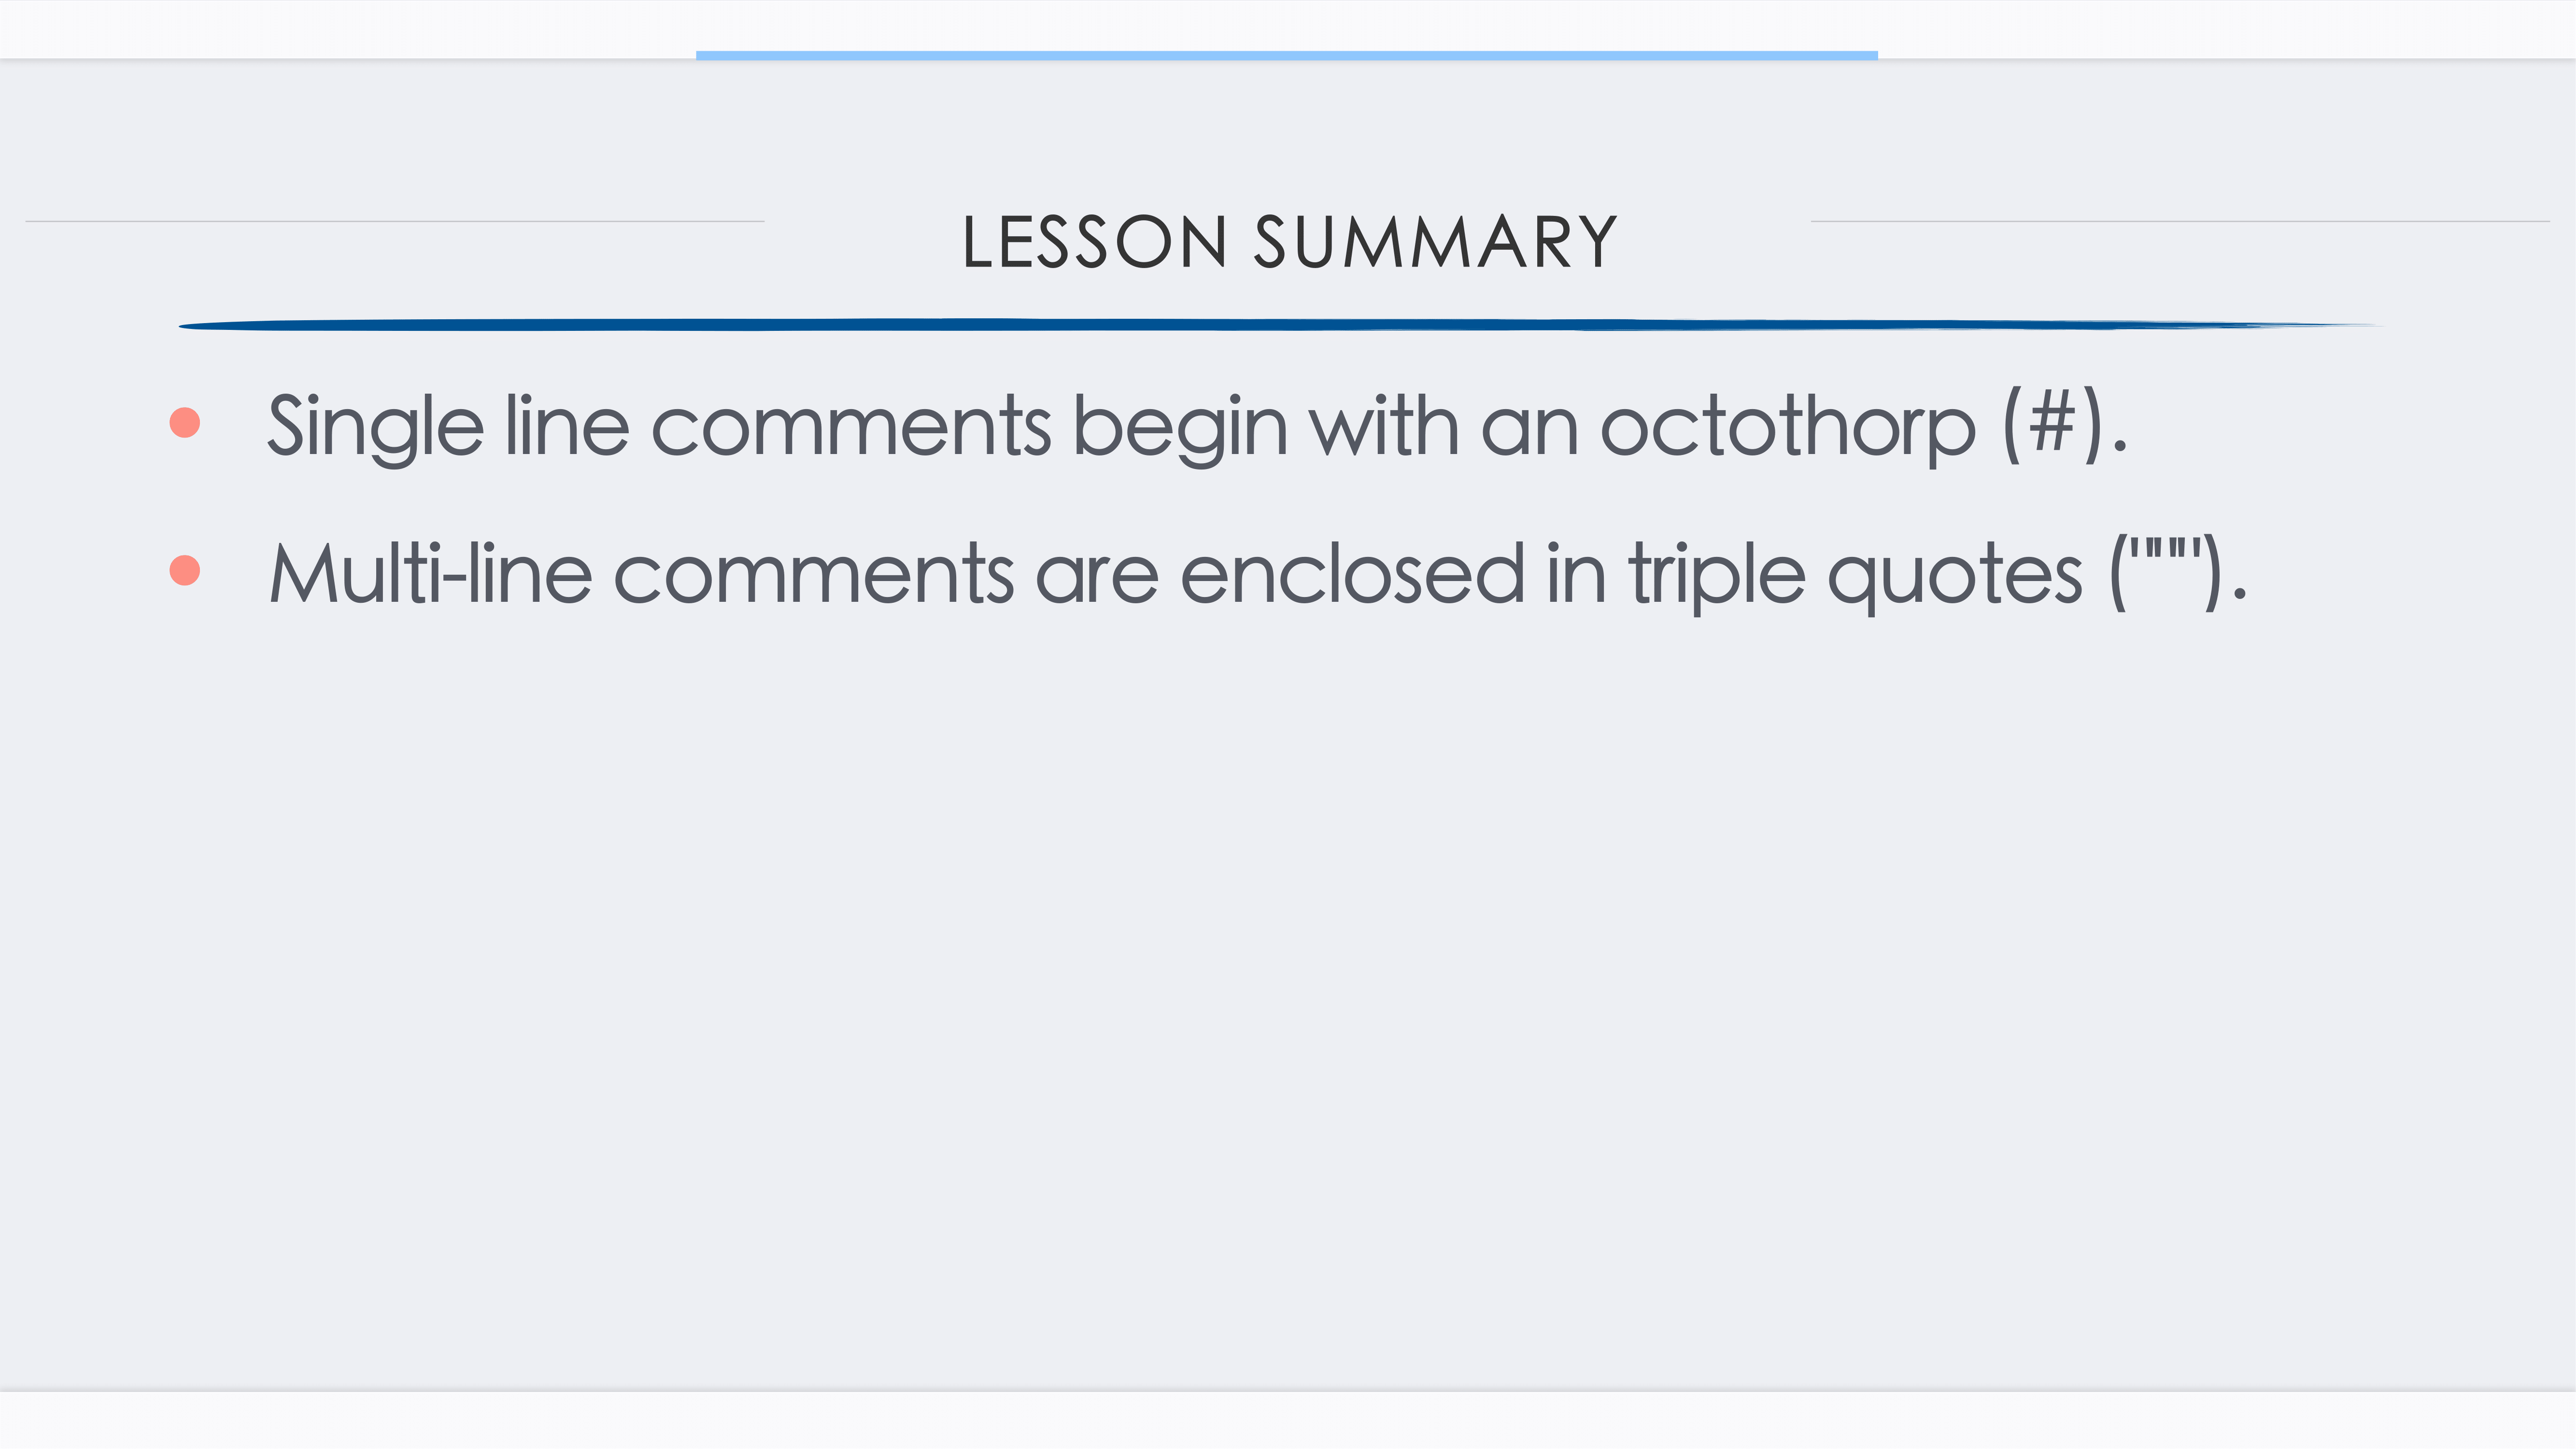 LESSON SUMMARY
Single line comments begin with an octothorp (#).
Multi-line comments are enclosed in triple quotes (""").